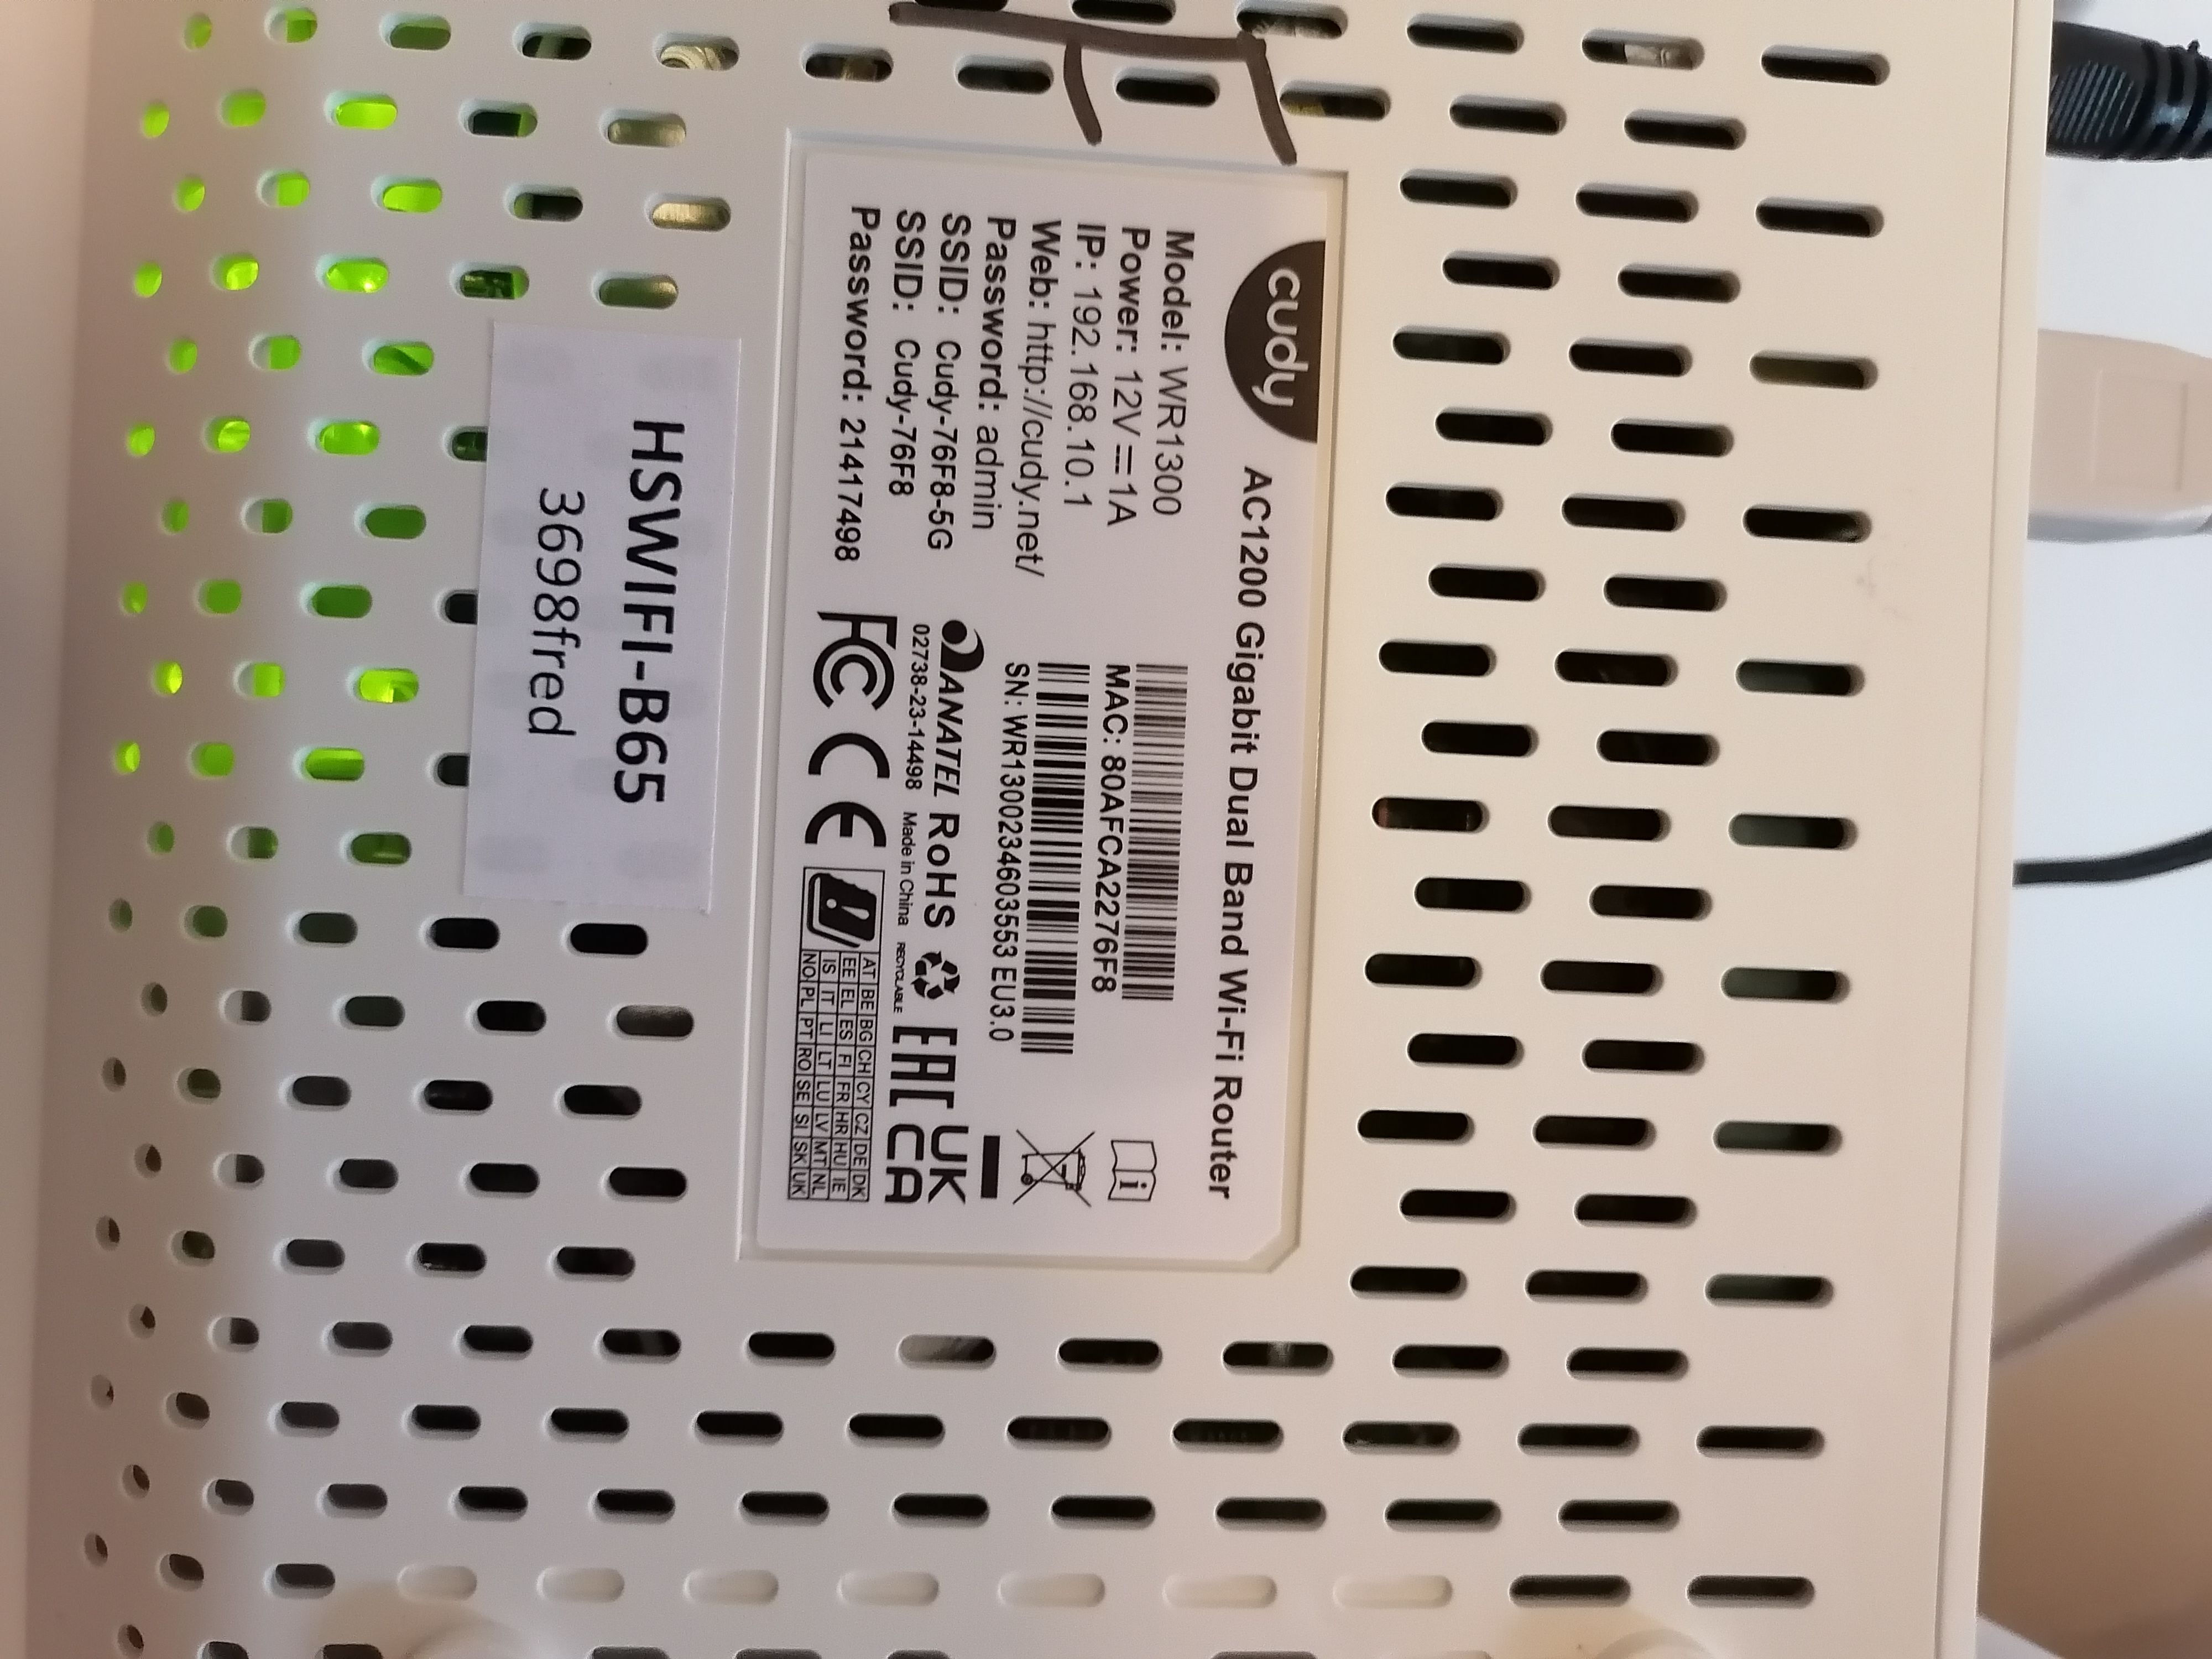 cudy
AC1200 Gigabit Dual Band Wi-Fi Router
Model: WR1300
Power: 12V⎓1A
IP: 192.168.10.1
Web: http://cudy.net/
Password: admin
SSID: Cudy-76F8-5G
SSID: Cudy-76F8
Password: 21417498
MAC: 80AFCA2276F8
SN: WR1300234603553 EU3.0
ANATEL RoHS
02738-23-14498 Made in China RECYCLABLE
FC CE EAC UK CA
AT BE BG CH CY CZ DE DK
EE EL ES FI FR HR HU IE
IS IT LI LT LU LV MT NL
NO PL PT RO SE SI SK UK
HSWIFI-B65
3698fred